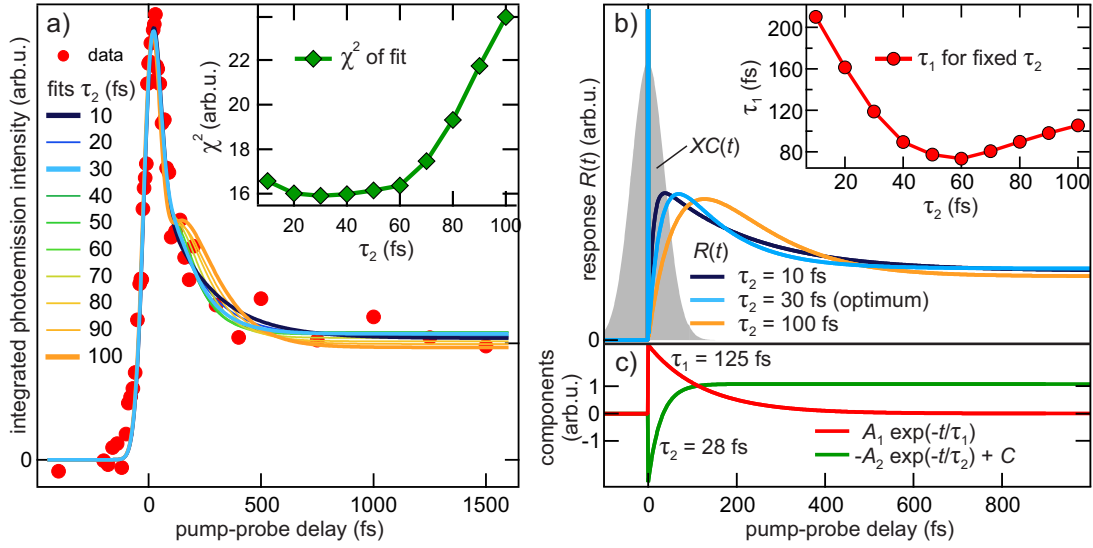 a)
data
fits τ2 (fs)
10
20
30
40
50
60
70
80
90
100
integrated photoemission intensity (arb.u.)
0
0 500 1000 1500
pump-probe delay (fs)
χ² of fit
χ² (arb.u.)
24
22
20
18
16
20 40 60 80 100
τ2 (fs)
b)
XC(t)
response R(t) (arb.u.)
0
R(t)
τ2 = 10 fs
τ2 = 30 fs (optimum)
τ2 = 100 fs
τ1 for fixed τ2
τ1 (fs)
200
160
120
80
20 40 60 80 100
τ2 (fs)
c)
components
(arb.u.)
1
0
-1
τ1 = 125 fs
τ2 = 28 fs
A1 exp(-t/τ1)
-A2 exp(-t/τ2) + C
0 200 400 600 800
pump-probe delay (fs)